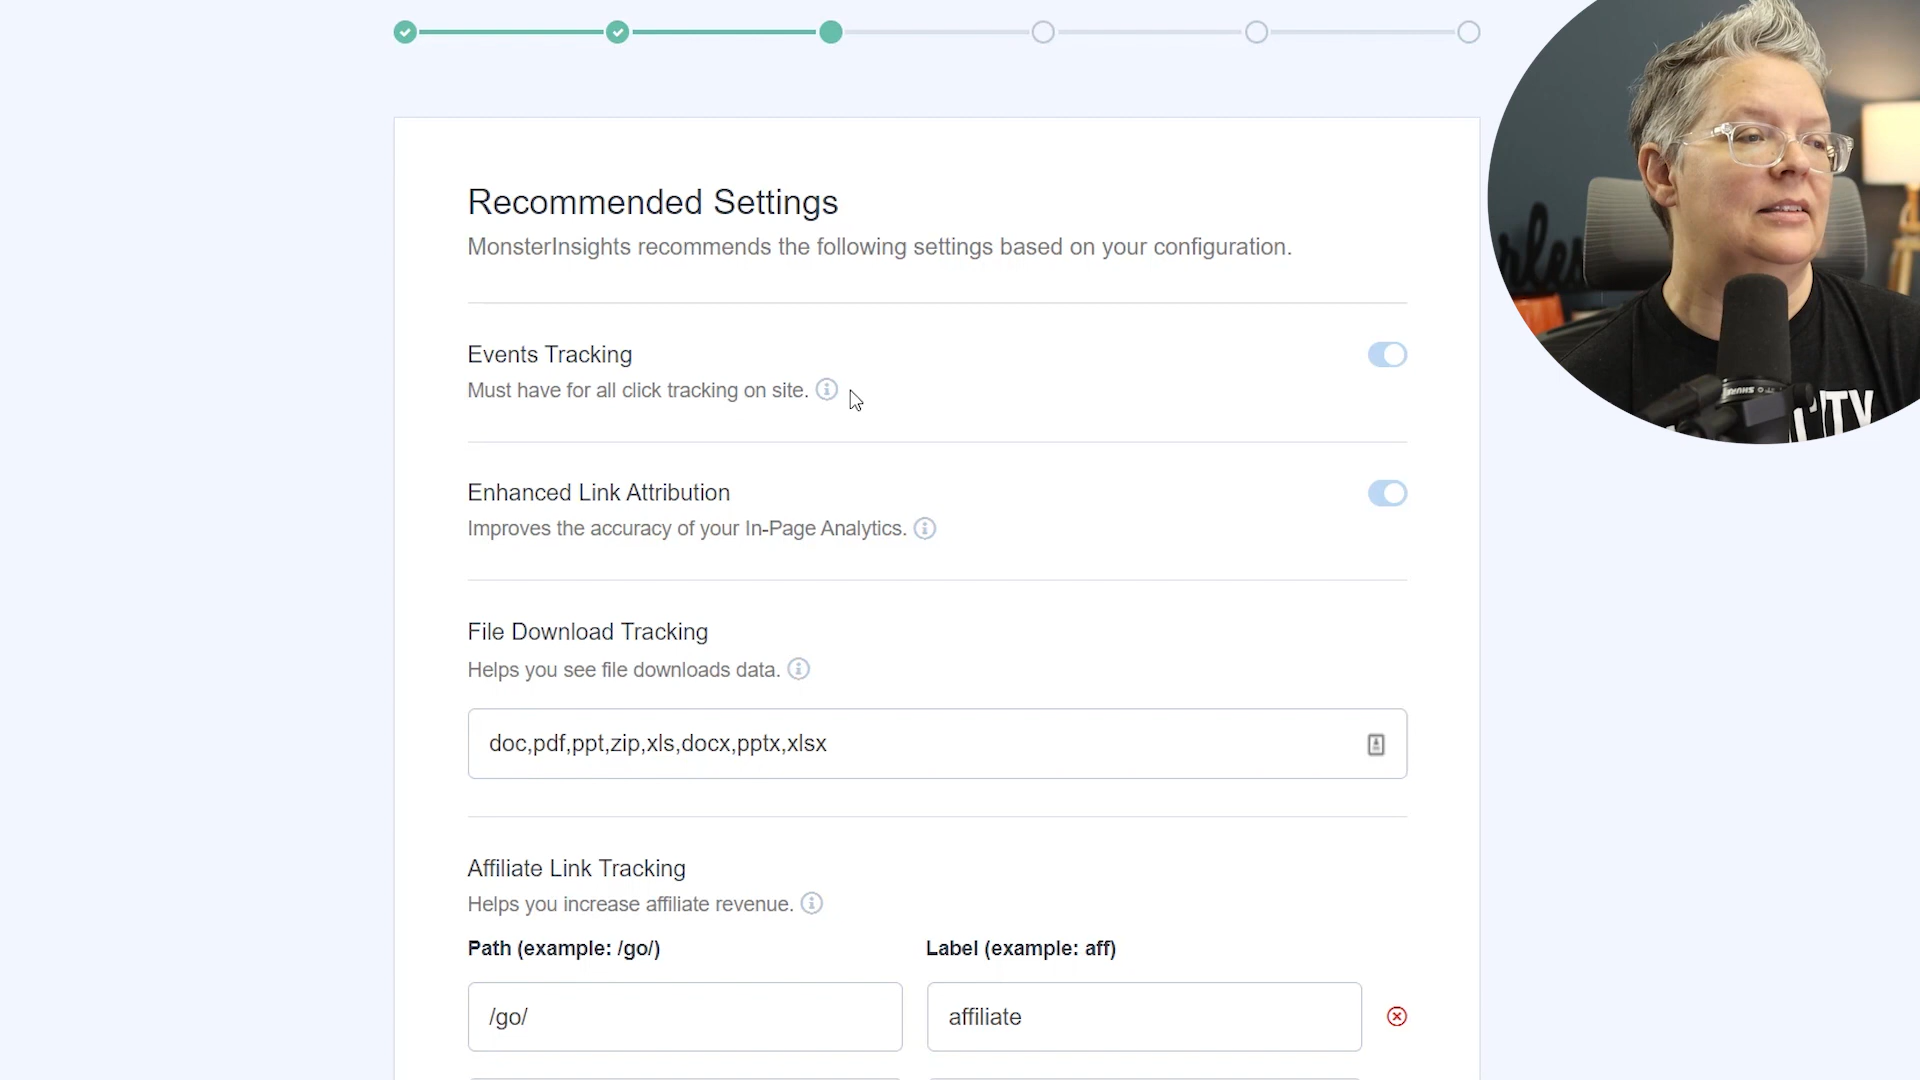 Recommended Settings
MonsterInsights recommends the following settings based on your configuration.
Events Tracking
Must have for all click tracking on site.
Enhanced Link Attribution
Improves the accuracy of your In-Page Analytics.
File Download Tracking
Helps you see file downloads data.
doc,pdf,ppt,zip,xls,docx,pptx,xlsx
Affiliate Link Tracking
Helps you increase affiliate revenue.
Path (example: /go/) Label (example: aff)
/go/ affiliate
SHURE